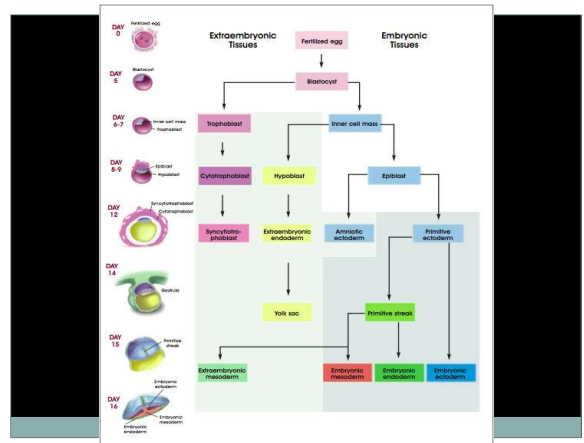 DAY
0
Fertilized egg
Extraembryonic
Tissues
Embryonic
Tissues
Fertilized egg
DAY
5
Blastocyst
Blastocyst
DAY
6-7
Inner cell mass
Trophoblast
Trophoblast
Inner cell mass
DAY
8-9
Epiblast
Hypoblast
Cytotrophoblast
Hypoblast
Epiblast
DAY
12
Syncytotrophoblast
Cytotrophoblast
Syncytotro-
phoblast
Extraembryonic
endoderm
Amniotic
ectoderm
Primitive
ectoderm
DAY
14
Gastrula
Yolk sac
Primitive streak
DAY
15
Primitive
streak
Extraembryonic
mesoderm
Embryonic
mesoderm
Embryonic
endoderm
Embryonic
ectoderm
DAY
16
Embryonic
ectoderm
Embryonic
mesoderm
Embryonic
endoderm